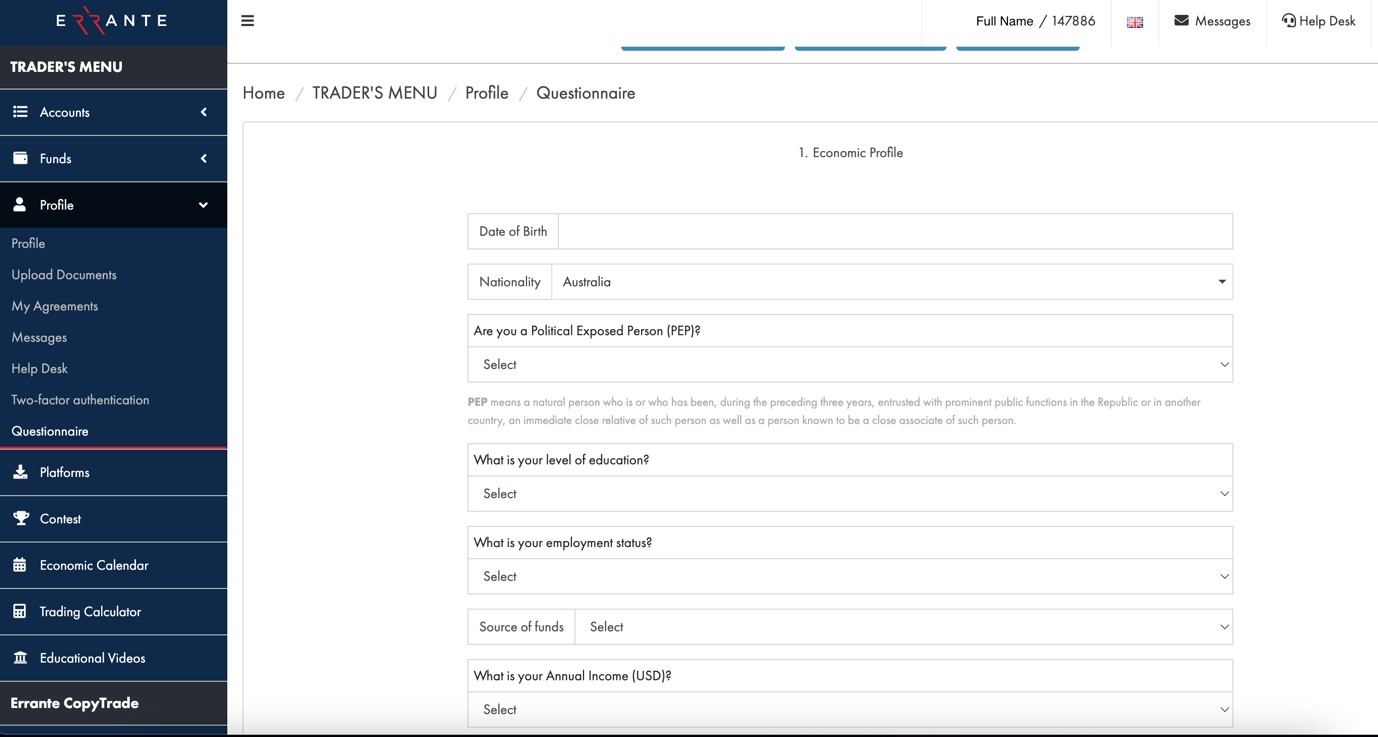 ERRANTE
Full Name / 147886
Messages
Help Desk
TRADER'S MENU
Accounts
Funds
Profile
Profile
Upload Documents
My Agreements
Messages
Help Desk
Two-factor authentication
Questionnaire
Platforms
Contest
Economic Calendar
Trading Calculator
Educational Videos
Errante CopyTrade
Home / TRADER'S MENU / Profile / Questionnaire
1. Economic Profile
Date of Birth
Nationality Australia
Are you a Political Exposed Person (PEP)?
Select
PEP means a natural person who is or who has been, during the preceding three years, entrusted with prominent public functions in the Republic or in another
country, an immediate close relative of such person as well as a person known to be a close associate of such person.
What is your level of education?
Select
What is your employment status?
Select
Source of funds Select
What is your Annual Income (USD)?
Select